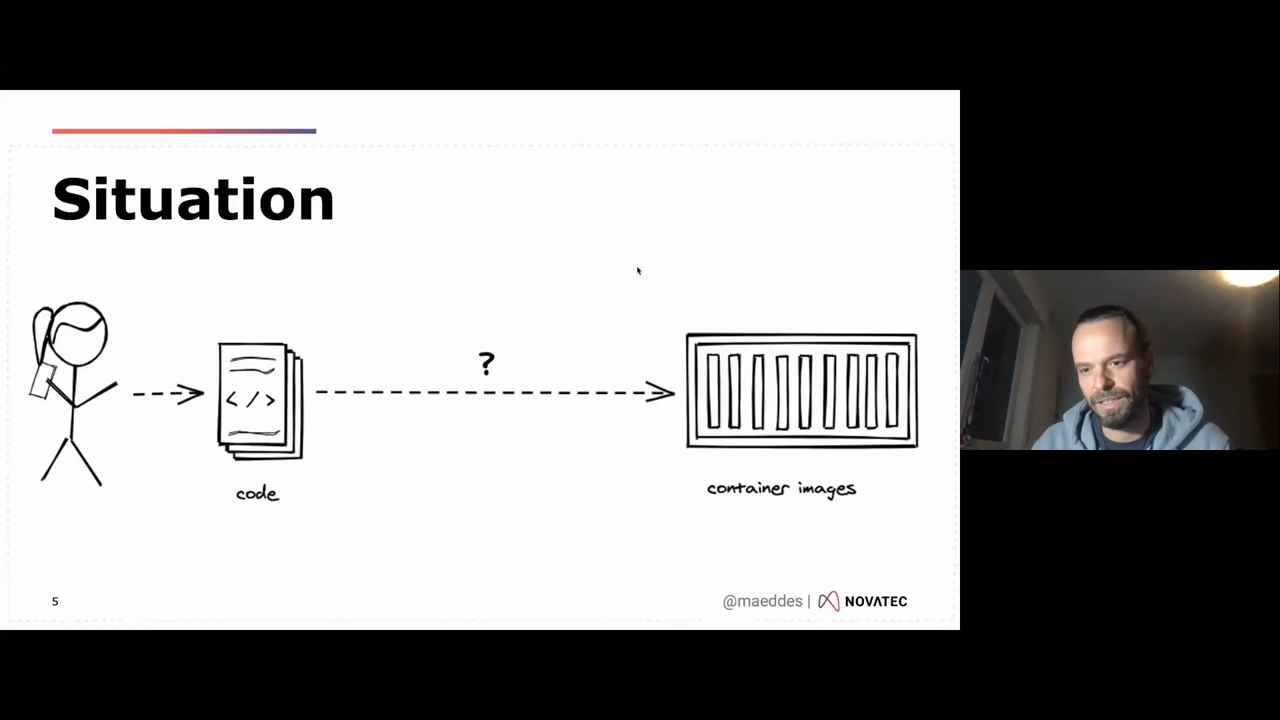 Situation
?
< / >
code
container images
5
@maeddes | NOVATEC